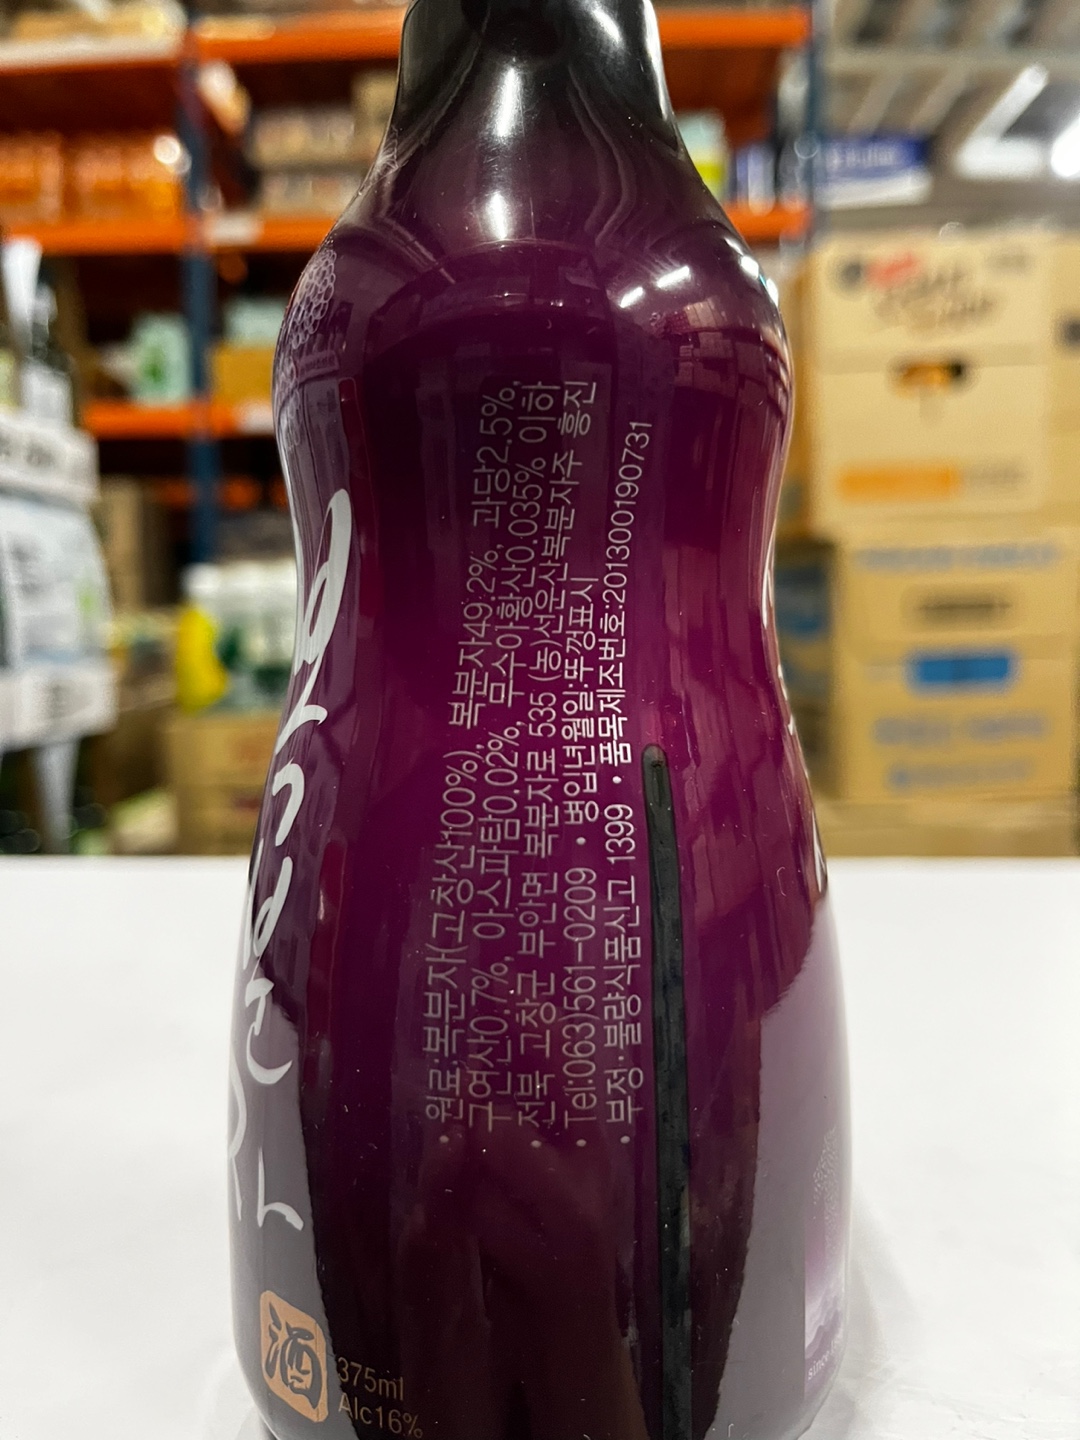 • 원료:복분자(고창산100%), 복분자49.2%, 과당2.5%,
구연산0.7%, 아스파탐0.02%, 무수아황산0.035% 이하
• 전북 고창군 부안면 복분자로 535 (농)선운산복분자주 흥진
• Tel:063)561-0209 • 병입년월일:뚜껑표시
• 부정·불량식품신고 1399 • 품목제조번호:201300190731
酒
375ml
Alc16%
since